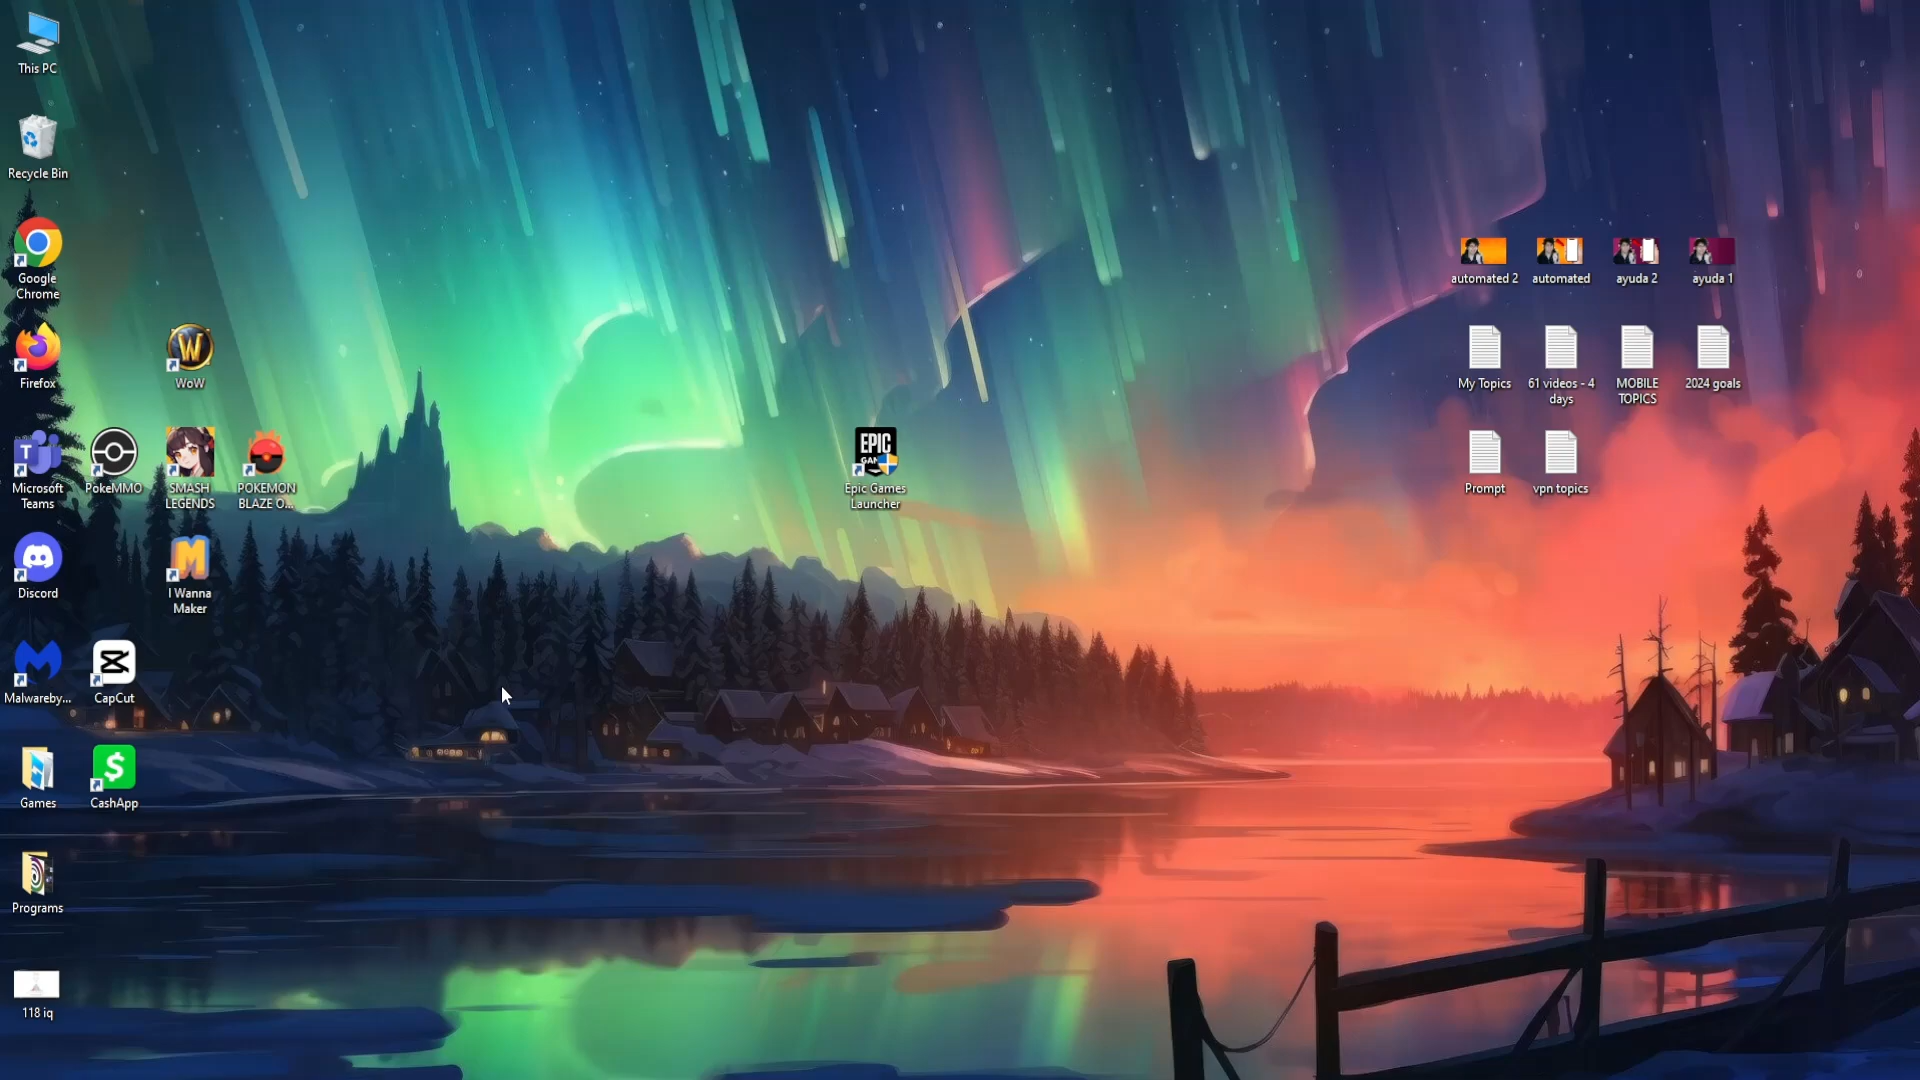 This PC
Recycle Bin
Google
Chrome
Firefox
WoW
T
Microsoft
Teams
PokeMMO
SMASH
LEGENDS
POKEMON
BLAZE O...
Discord
M
I Wanna
Maker
Malwareby...
CapCut
Games
$
CashApp
Programs
118 iq
EPIC
GAM
Epic Games
Launcher
automated 2
automated
ayuda 2
ayuda 1
My Topics
61 videos - 4
days
MOBILE
TOPICS
2024 goals
Prompt
vpn topics